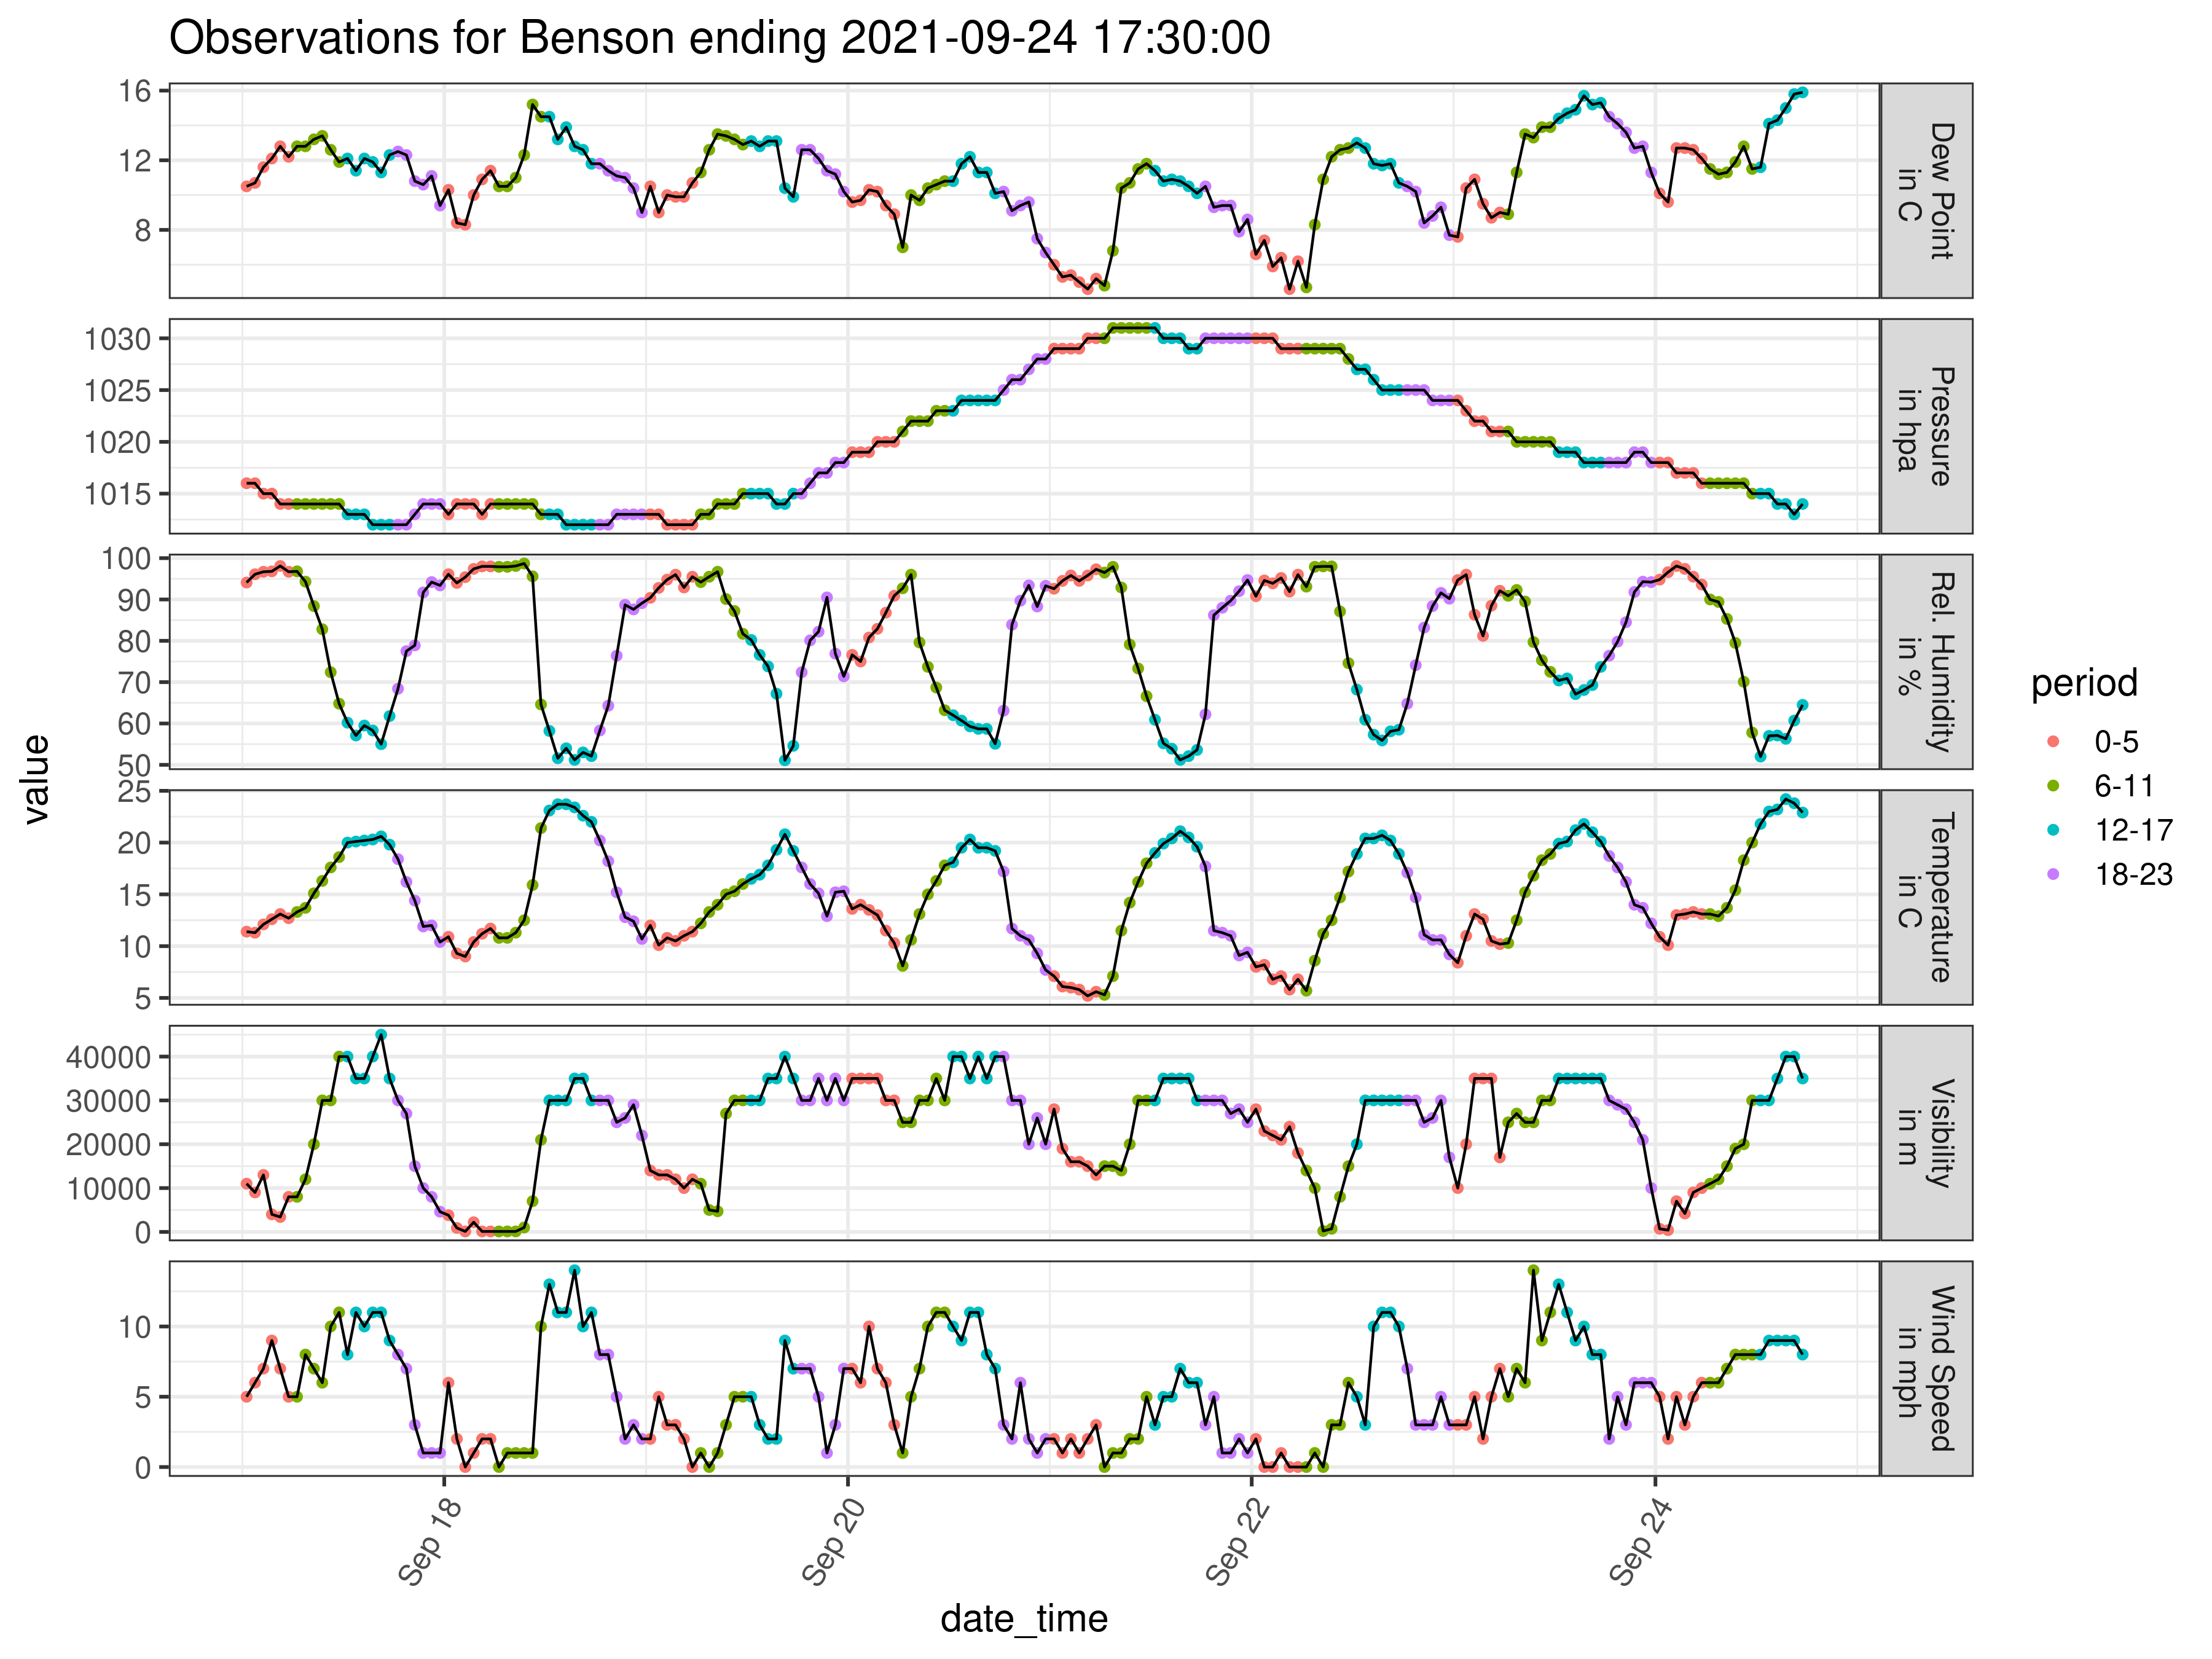 Observations for Benson ending 2021-09-24 17:30:00
value
16
12
8
Dew Point
in C
1030
1025
1020
1015
Pressure
in hpa
100
90
80
70
60
50
Rel. Humidity
in %
25
20
15
10
5
Temperature
in C
40000
30000
20000
10000
0
Visibility
in m
10
5
0
Wind Speed
in mph
Sep 18
Sep 20
Sep 22
Sep 24
date_time
period
0-5
6-11
12-17
18-23